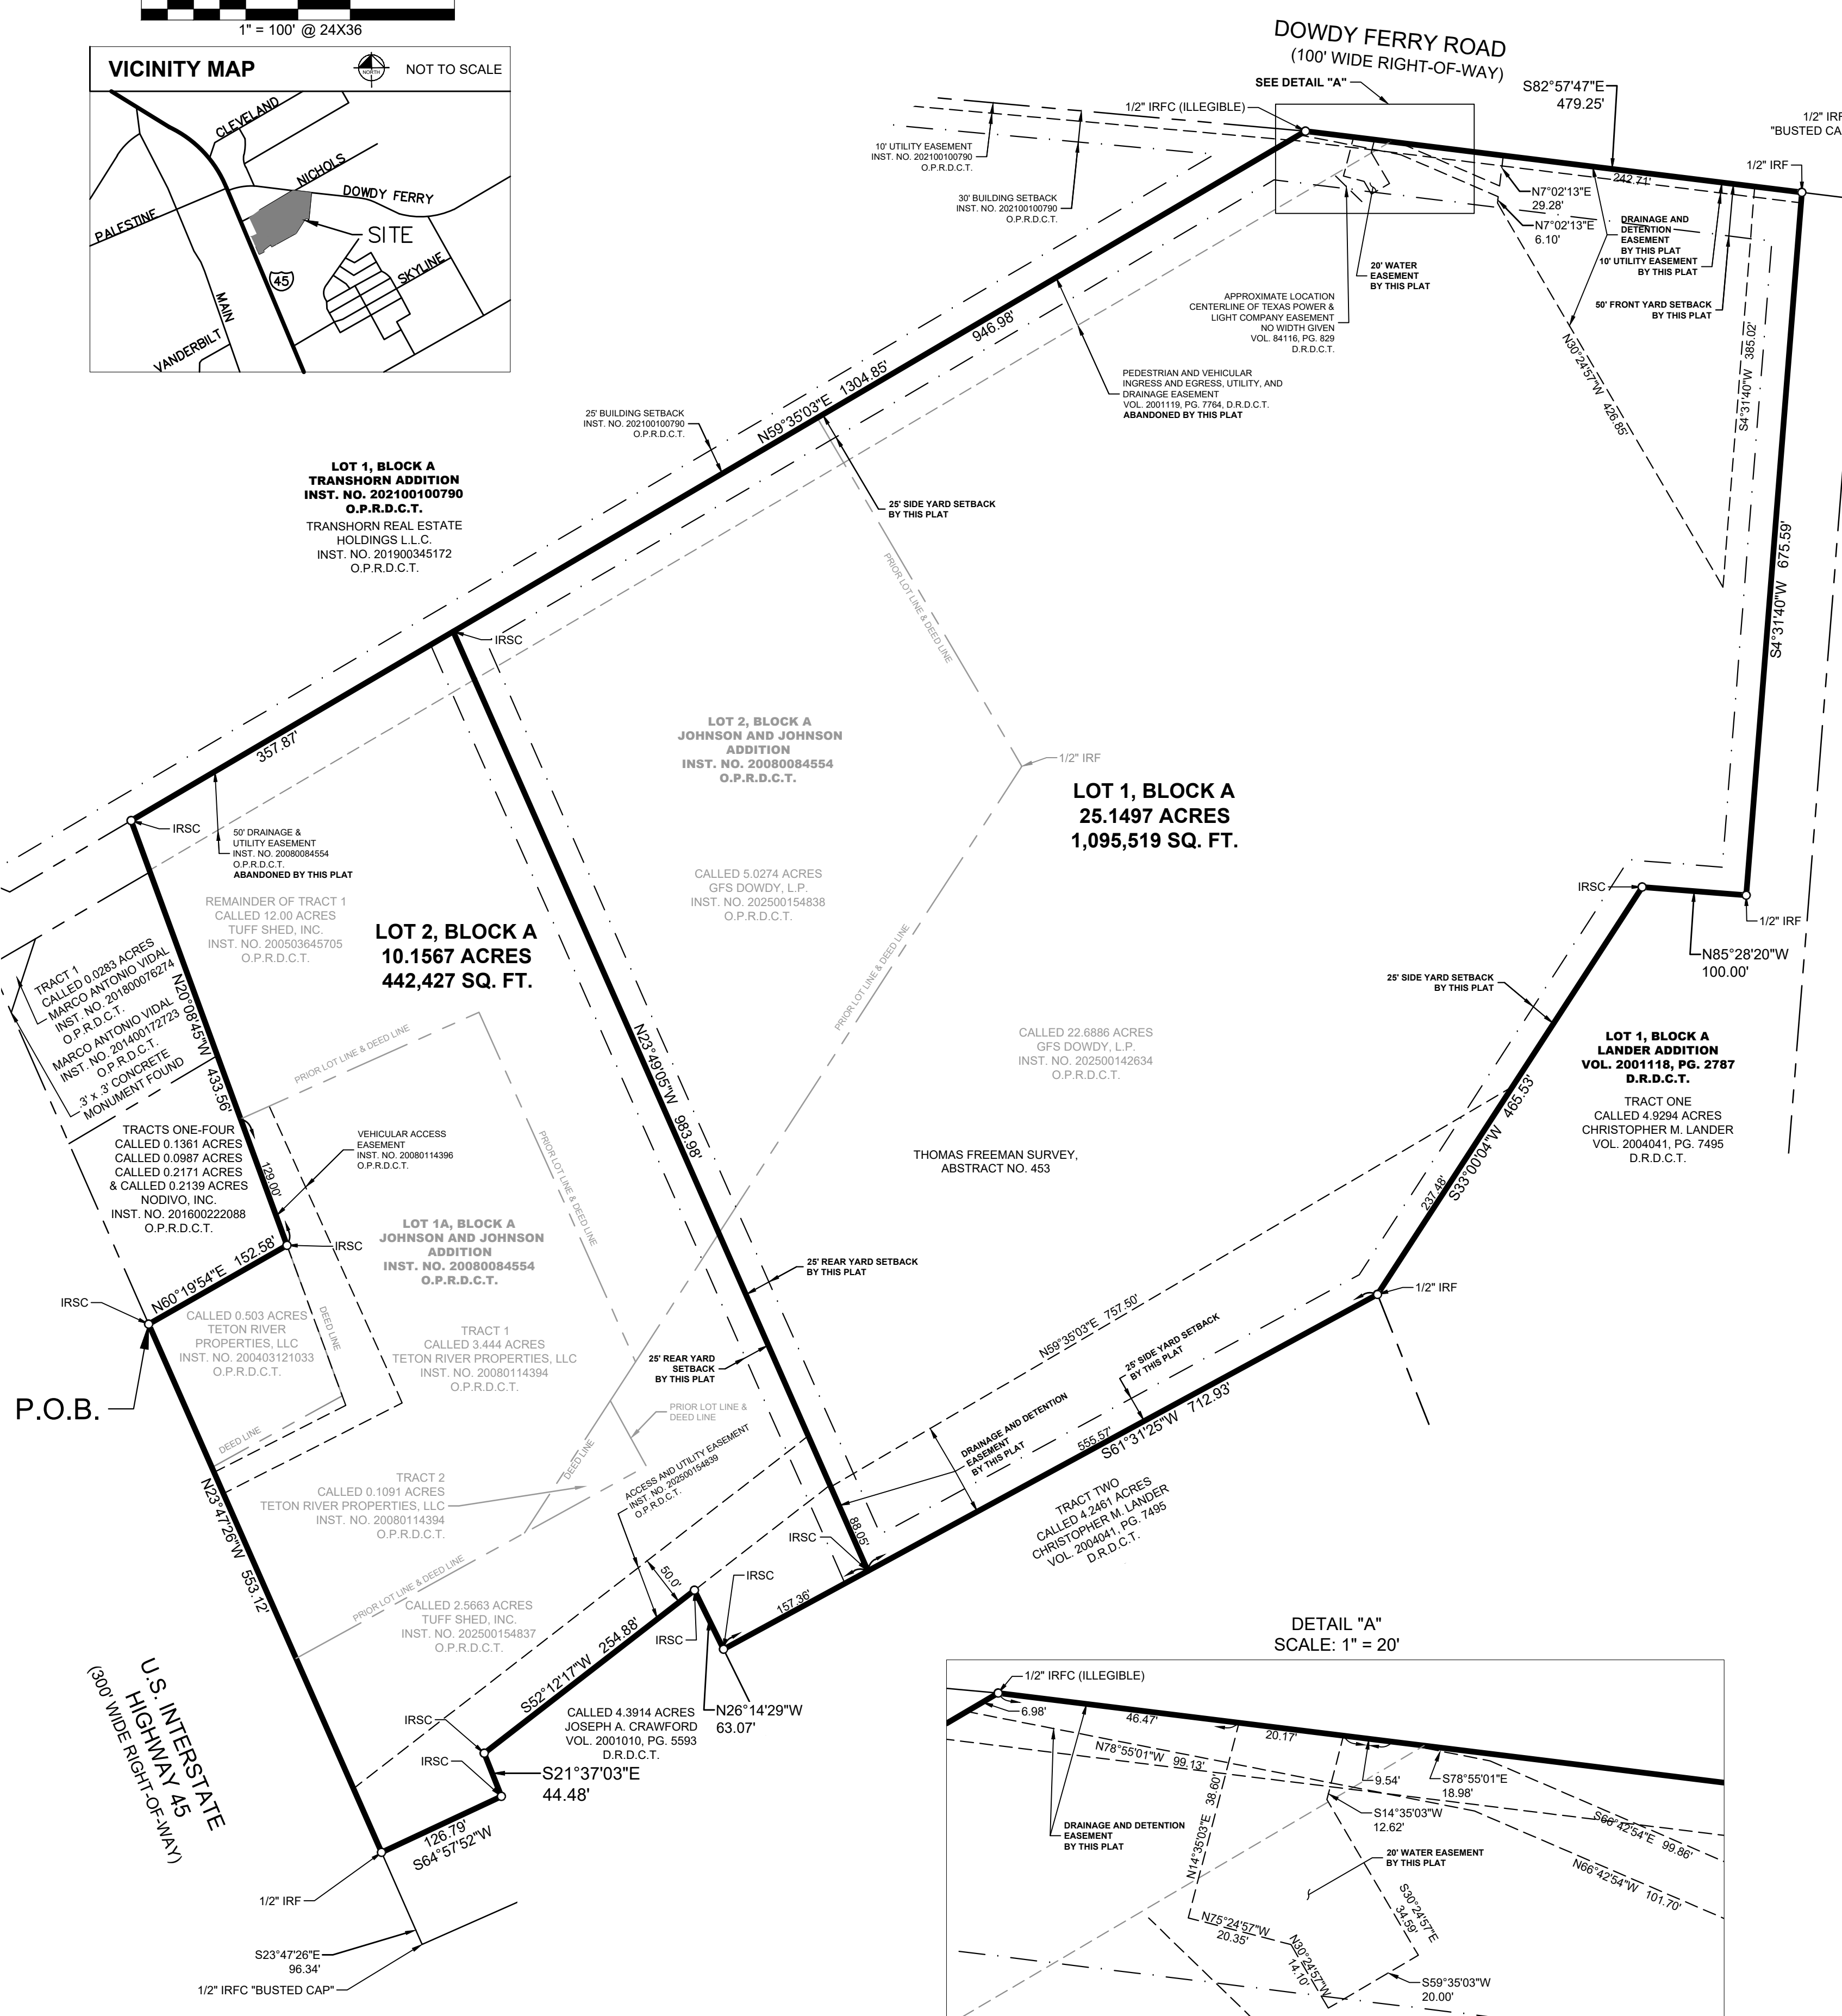 1" = 100' @ 24X36
VICINITY MAP
NORTH
NOT TO SCALE
CLEVELAND
NICHOLS
DOWDY FERRY
PALESTINE
SITE
45
SKYLINE
MAIN
VANDERBILT
DOWDY FERRY ROAD
(100' WIDE RIGHT-OF-WAY)
SEE DETAIL "A"
1/2" IRFC (ILLEGIBLE)
S82°57'47"E
479.25'
1/2" IRF
"BUSTED CA
1/2" IRF
242.71'
10' UTILITY EASEMENT
INST. NO. 202100100790
O.P.R.D.C.T.
30' BUILDING SETBACK
INST. NO. 202100100790
O.P.R.D.C.T.
N7°02'13"E
29.28'
N7°02'13"E
6.10'
DRAINAGE AND
DETENTION
EASEMENT
BY THIS PLAT
10' UTILITY EASEMENT
BY THIS PLAT
50' FRONT YARD SETBACK
BY THIS PLAT
20' WATER
EASEMENT
BY THIS PLAT
APPROXIMATE LOCATION
CENTERLINE OF TEXAS POWER &
LIGHT COMPANY EASEMENT
NO WIDTH GIVEN
VOL. 84116, PG. 829
D.R.D.C.T.
PEDESTRIAN AND VEHICULAR
INGRESS AND EGRESS, UTILITY, AND
DRAINAGE EASEMENT
VOL. 2001119, PG. 7764, D.R.D.C.T.
ABANDONED BY THIS PLAT
946.98'
N59°35'03"E 1304.85'
N30°24'57"W 426.85'
S4°31'40"W 385.02'
S4°31'40"W 675.59'
25' BUILDING SETBACK
INST. NO. 202100100790
O.P.R.D.C.T.
LOT 1, BLOCK A
TRANSHORN ADDITION
INST. NO. 202100100790
O.P.R.D.C.T.
TRANSHORN REAL ESTATE
HOLDINGS L.L.C.
INST. NO. 201900345172
O.P.R.D.C.T.
25' SIDE YARD SETBACK
BY THIS PLAT
PRIOR LOT LINE & DEED LINE
IRSC
357.87'
LOT 2, BLOCK A
JOHNSON AND JOHNSON
ADDITION
INST. NO. 20080084554
O.P.R.D.C.T.
1/2" IRF
LOT 1, BLOCK A
25.1497 ACRES
1,095,519 SQ. FT.
IRSC
50' DRAINAGE &
UTILITY EASEMENT
INST. NO. 20080084554
O.P.R.D.C.T.
ABANDONED BY THIS PLAT
REMAINDER OF TRACT 1
CALLED 12.00 ACRES
TUFF SHED, INC.
INST. NO. 200503645705
O.P.R.D.C.T.
LOT 2, BLOCK A
10.1567 ACRES
442,427 SQ. FT.
CALLED 5.0274 ACRES
GFS DOWDY, L.P.
INST. NO. 202500154838
O.P.R.D.C.T.
PRIOR LOT LINE & DEED LINE
IRSC
1/2" IRF
N85°28'20"W
100.00'
25' SIDE YARD SETBACK
BY THIS PLAT
TRACT 1
CALLED 0.0283 ACRES
MARCO ANTONIO VIDAL
INST. NO. 201800076274
O.P.R.D.C.T.
MARCO ANTONIO VIDAL
INST. NO. 201400172723
O.P.R.D.C.T.
.3' x .3' CONCRETE
MONUMENT FOUND
N20°08'45"W 433.56'
N23°49'05"W 983.98'
CALLED 22.6886 ACRES
GFS DOWDY, L.P.
INST. NO. 202500142634
O.P.R.D.C.T.
LOT 1, BLOCK A
LANDER ADDITION
VOL. 2001118, PG. 2787
D.R.D.C.T.
TRACT ONE
CALLED 4.9294 ACRES
CHRISTOPHER M. LANDER
VOL. 2004041, PG. 7495
D.R.D.C.T.
S33°00'04"W 465.53'
237.48'
PRIOR LOT LINE & DEED LINE
PRIOR LOT LINE & DEED LINE
TRACTS ONE-FOUR
CALLED 0.1361 ACRES
CALLED 0.0987 ACRES
CALLED 0.2171 ACRES
& CALLED 0.2139 ACRES
NODIVO, INC.
INST. NO. 201600222088
O.P.R.D.C.T.
129.00'
VEHICULAR ACCESS
EASEMENT
INST. NO. 20080114396
O.P.R.D.C.T.
THOMAS FREEMAN SURVEY,
ABSTRACT NO. 453
LOT 1A, BLOCK A
JOHNSON AND JOHNSON
ADDITION
INST. NO. 20080084554
O.P.R.D.C.T.
IRSC
N60°19'54"E 152.58'
IRSC
25' REAR YARD SETBACK
BY THIS PLAT
1/2" IRF
CALLED 0.503 ACRES
TETON RIVER
PROPERTIES, LLC
INST. NO. 200403121033
O.P.R.D.C.T.
DEED LINE
TRACT 1
CALLED 3.444 ACRES
TETON RIVER PROPERTIES, LLC
INST. NO. 20080114394
O.P.R.D.C.T.
25' REAR YARD
SETBACK
BY THIS PLAT
N59°35'03"E 757.50'
25' SIDE YARD SETBACK
BY THIS PLAT
P.O.B.
PRIOR LOT LINE &
DEED LINE
DEED LINE
DEED LINE
ACCESS AND UTILITY EASEMENT
INST. NO. 202500154839
O.P.R.D.C.T.
DRAINAGE AND DETENTION
EASEMENT
BY THIS PLAT
555.57'
S61°31'25"W 712.93'
TRACT 2
CALLED 0.1091 ACRES
TETON RIVER PROPERTIES, LLC
INST. NO. 20080114394
O.P.R.D.C.T.
TRACT TWO
CALLED 4.2461 ACRES
CHRISTOPHER M. LANDER
VOL. 2004041, PG. 7495
D.R.D.C.T.
N23°47'26"W 553.12'
88.05'
IRSC
50.0'
IRSC
157.36'
PRIOR LOT LINE & DEED LINE
CALLED 2.5663 ACRES
TUFF SHED, INC.
INST. NO. 202500154837
O.P.R.D.C.T.
IRSC
S52°12'17"W 254.88'
N26°14'29"W
63.07'
CALLED 4.3914 ACRES
JOSEPH A. CRAWFORD
VOL. 2001010, PG. 5593
D.R.D.C.T.
IRSC
IRSC
S21°37'03"E
44.48'
U.S. INTERSTATE
HIGHWAY 45
(300' WIDE RIGHT-OF-WAY)
126.79'
S64°57'52"W
1/2" IRF
S23°47'26"E
96.34'
1/2" IRFC "BUSTED CAP"
DETAIL "A"
SCALE: 1" = 20'
1/2" IRFC (ILLEGIBLE)
6.98'
46.47'
20.17'
N78°55'01"W 99.13'
9.54'
S78°55'01"E
18.98'
S14°35'03"W
12.62'
N14°35'03"E 38.60'
S66°42'54"E 99.86'
DRAINAGE AND DETENTION
EASEMENT
BY THIS PLAT
20' WATER EASEMENT
BY THIS PLAT
N66°42'54"W 101.70'
S30°24'57"E
34.59'
N75°24'57"W
20.35'
N30°24'57"W
14.10'
S59°35'03"W
20.00'